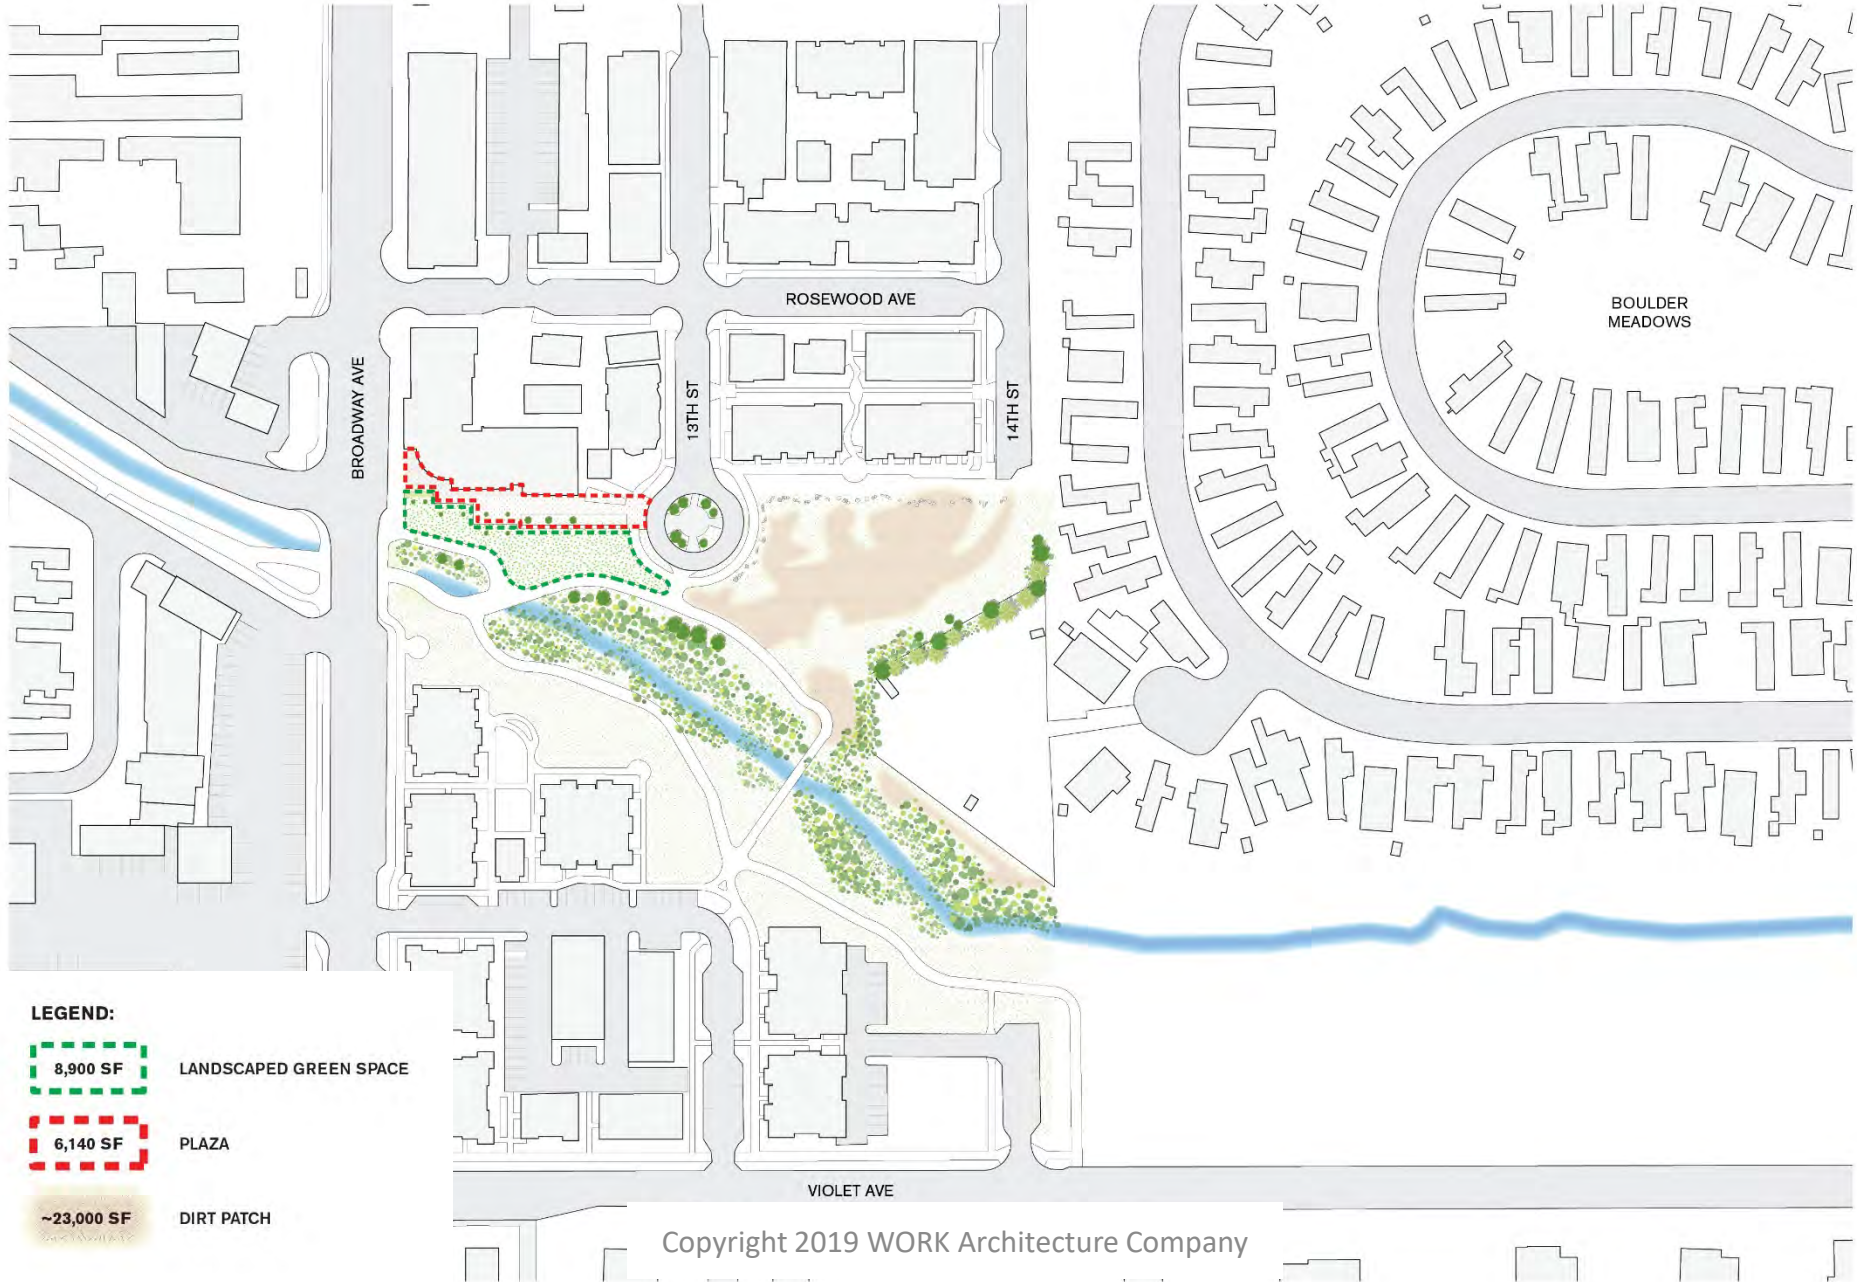 ROSEWOOD AVE
BOULDER
MEADOWS
BROADWAY AVE
13TH ST
14TH ST
LEGEND:
8,900 SF LANDSCAPED GREEN SPACE
6,140 SF PLAZA
~23,000 SF DIRT PATCH
VIOLET AVE
Copyright 2019 WORK Architecture Company